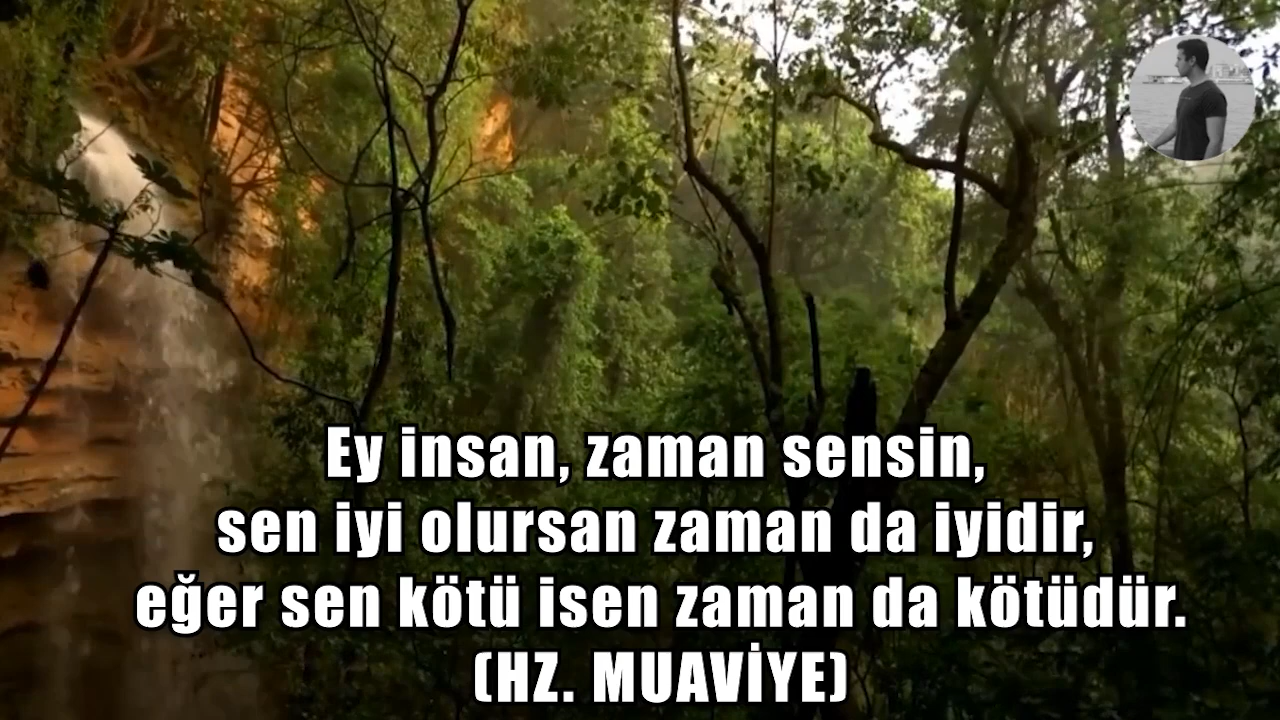 Ey insan, zaman sensin,
sen iyi olursan zaman da iyidir,
eğer sen kötü isen zaman da kötüdür.
(HZ. MUAVİYE)